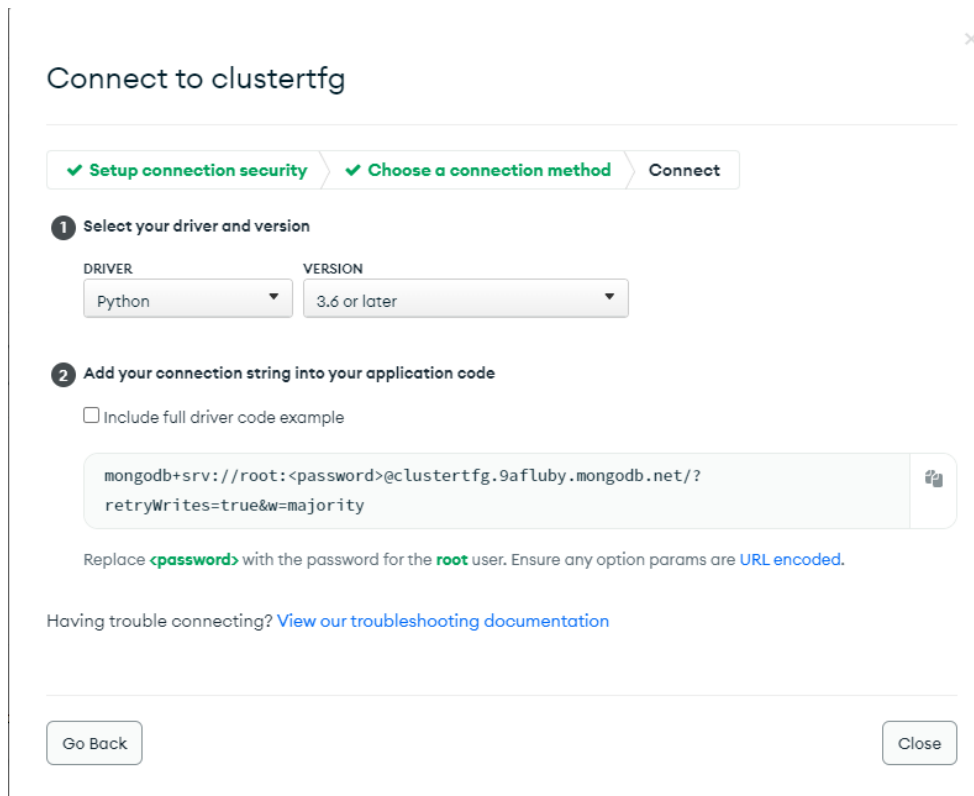 Connect to clustertfg
✔ Setup connection security
✔ Choose a connection method
Connect
1 Select your driver and version
DRIVER VERSION
Python 3.6 or later
2 Add your connection string into your application code
Include full driver code example
mongodb+srv://root:<password>@clustertfg.9afluby.mongodb.net/?
retryWrites=true&w=majority
Replace <password> with the password for the root user. Ensure any option params are URL encoded.
Having trouble connecting? View our troubleshooting documentation
Go Back Close